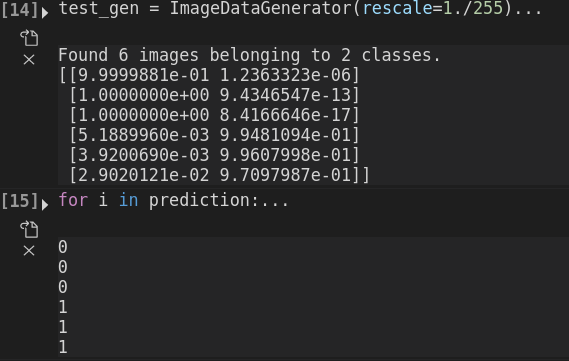 [14] test_gen = ImageDataGenerator(rescale=1./255)...
Found 6 images belonging to 2 classes.
[[9.9999881e-01 1.2363323e-06]
[1.0000000e+00 9.4346547e-13]
[1.0000000e+00 8.4166646e-17]
[5.1889960e-03 9.9481094e-01]
[3.9200690e-03 9.9607998e-01]
[2.9020121e-02 9.7097987e-01]]
[15] for i in prediction:...
0
0
0
1
1
1